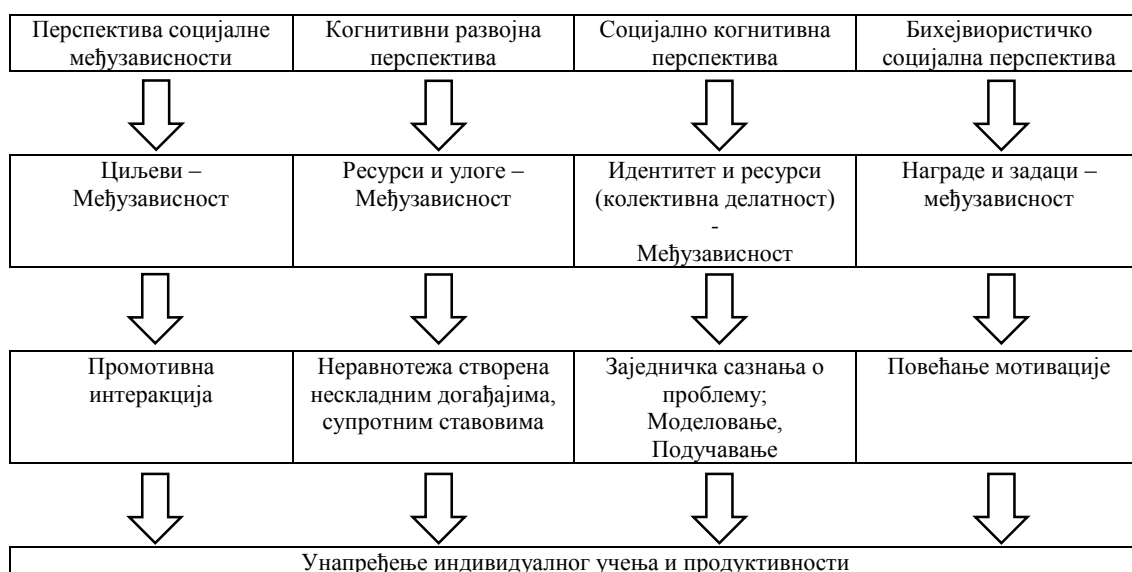 Перспектива социјалне
међузависности
Когнитивни развојна
перспектива
Социјално когнитивна
перспектива
Бихејвиористичко
социјална перспектива
Циљеви –
Међузависност
Ресурси и улоге –
Међузависност
Идентитет и ресурси
(колективна делатност)
-
Међузависност
Награде и задаци –
међузависност
Промотивна
интеракција
Неравнотежа створена
нескладним догађајима,
супротним ставовима
Заједничка сазнања о
проблему;
Моделовање,
Подучавање
Повећање мотивације
Унапређење индивидуалног учења и продуктивности